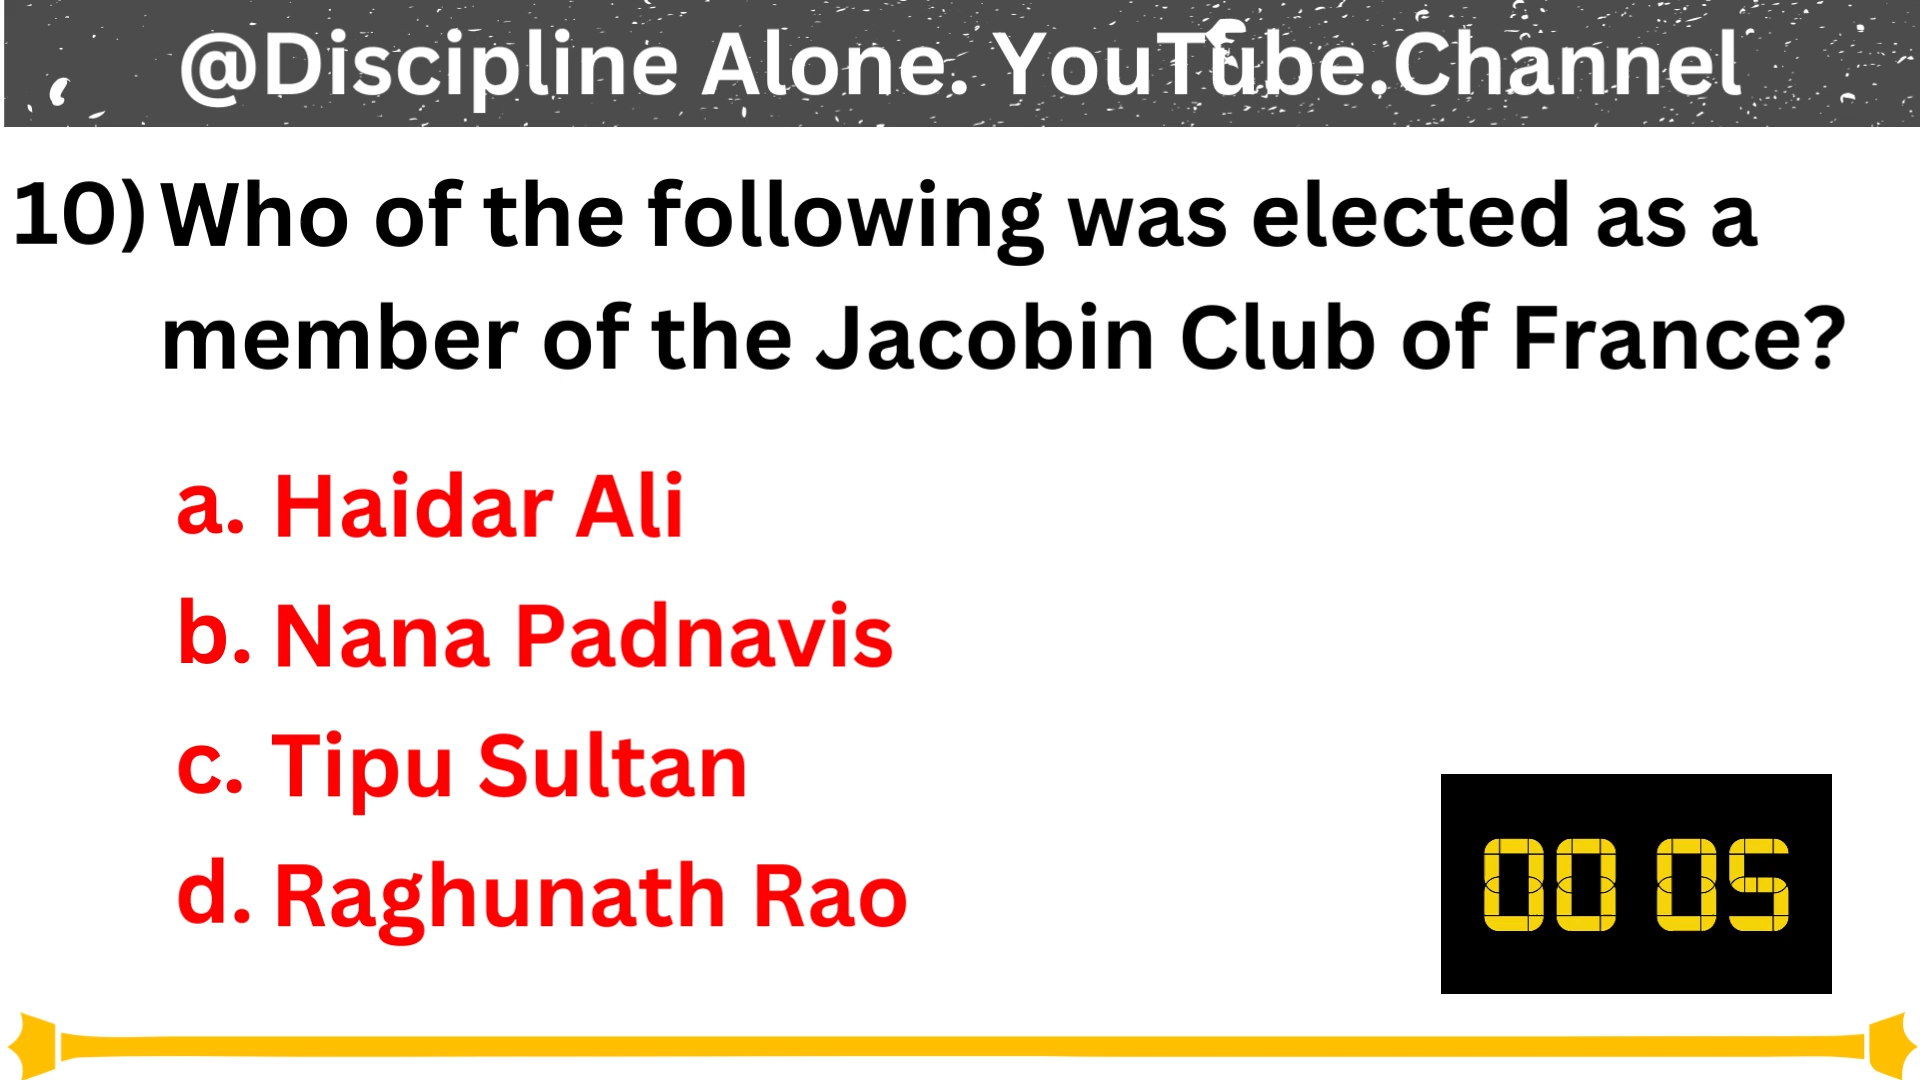 @Discipline Alone. YouTube.Channel
10) Who of the following was elected as a
member of the Jacobin Club of France?
a. Haidar Ali
b. Nana Padnavis
c. Tipu Sultan
d. Raghunath Rao
00 05